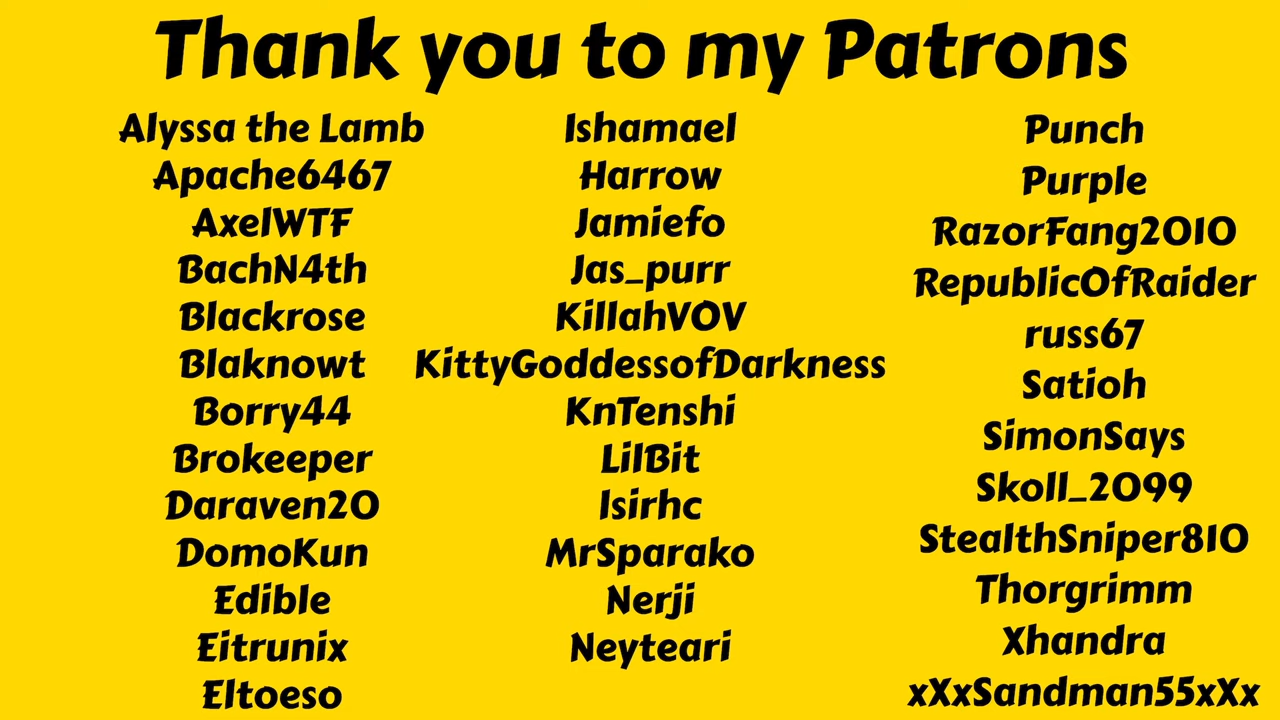 Thank you to my Patrons
Alyssa the Lamb
Apache6467
AxelWTF
BachN4th
Blackrose
Blaknowt
Borry44
Brokeeper
Daraven20
DomoKun
Edible
Eitrunix
Eltoeso
Ishamael
Harrow
Jamiefo
Jas_purr
KillahVOV
KittyGoddessofDarkness
KnTenshi
LilBit
lsirhc
MrSparako
Nerji
Neyteari
Punch
Purple
RazorFang2010
RepublicOfRaider
russ67
Satioh
SimonSays
Skoll_2099
StealthSniper810
Thorgrimm
Xhandra
xXxSandman55xXx